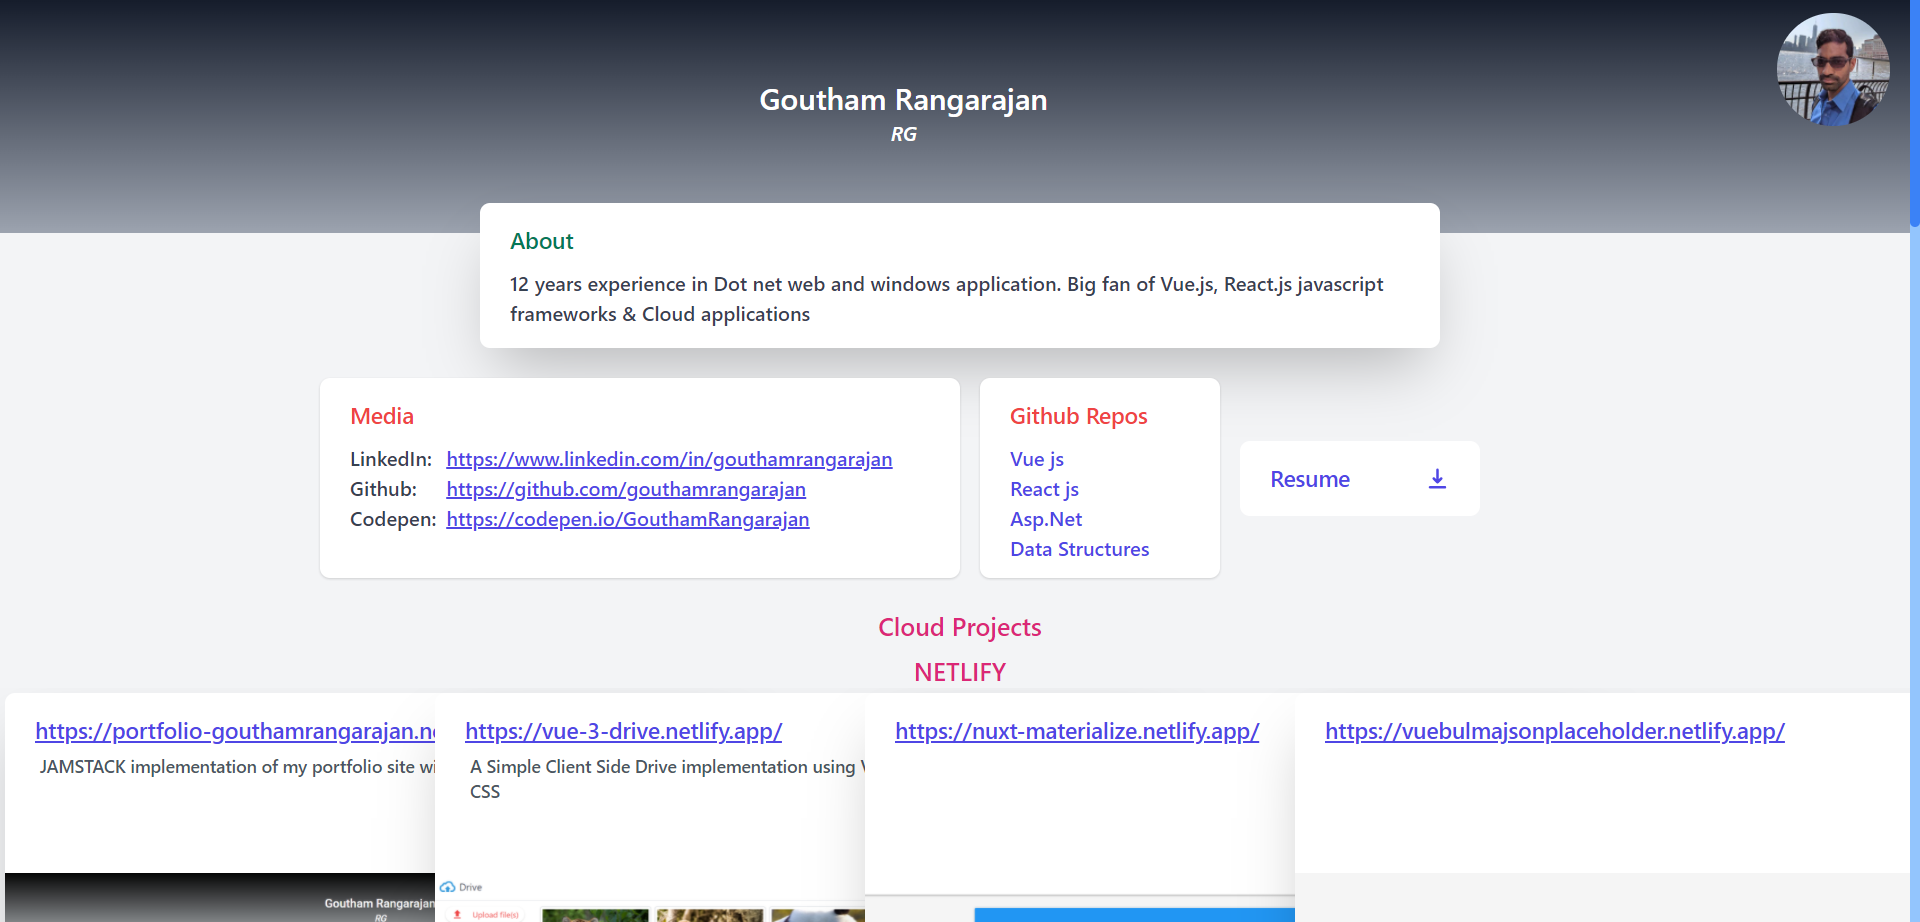 Goutham Rangarajan
RG
About
12 years experience in Dot net web and windows application. Big fan of Vue.js, React.js javascript
frameworks & Cloud applications
Media
LinkedIn: https://www.linkedin.com/in/gouthamrangarajan
Github: https://github.com/gouthamrangarajan
Codepen: https://codepen.io/GouthamRangarajan
Github Repos
Vue js
React js
Asp.Net
Data Structures
Resume
Cloud Projects
NETLIFY
https://portfolio-gouthamrangarajan.ne
JAMSTACK implementation of my portfolio site wi
Goutham Rangarajan
RG
https://vue-3-drive.netlify.app/
A Simple Client Side Drive implementation using V
CSS
Drive
Upload file(s)
https://nuxt-materialize.netlify.app/
https://vuebulmajsonplaceholder.netlify.app/